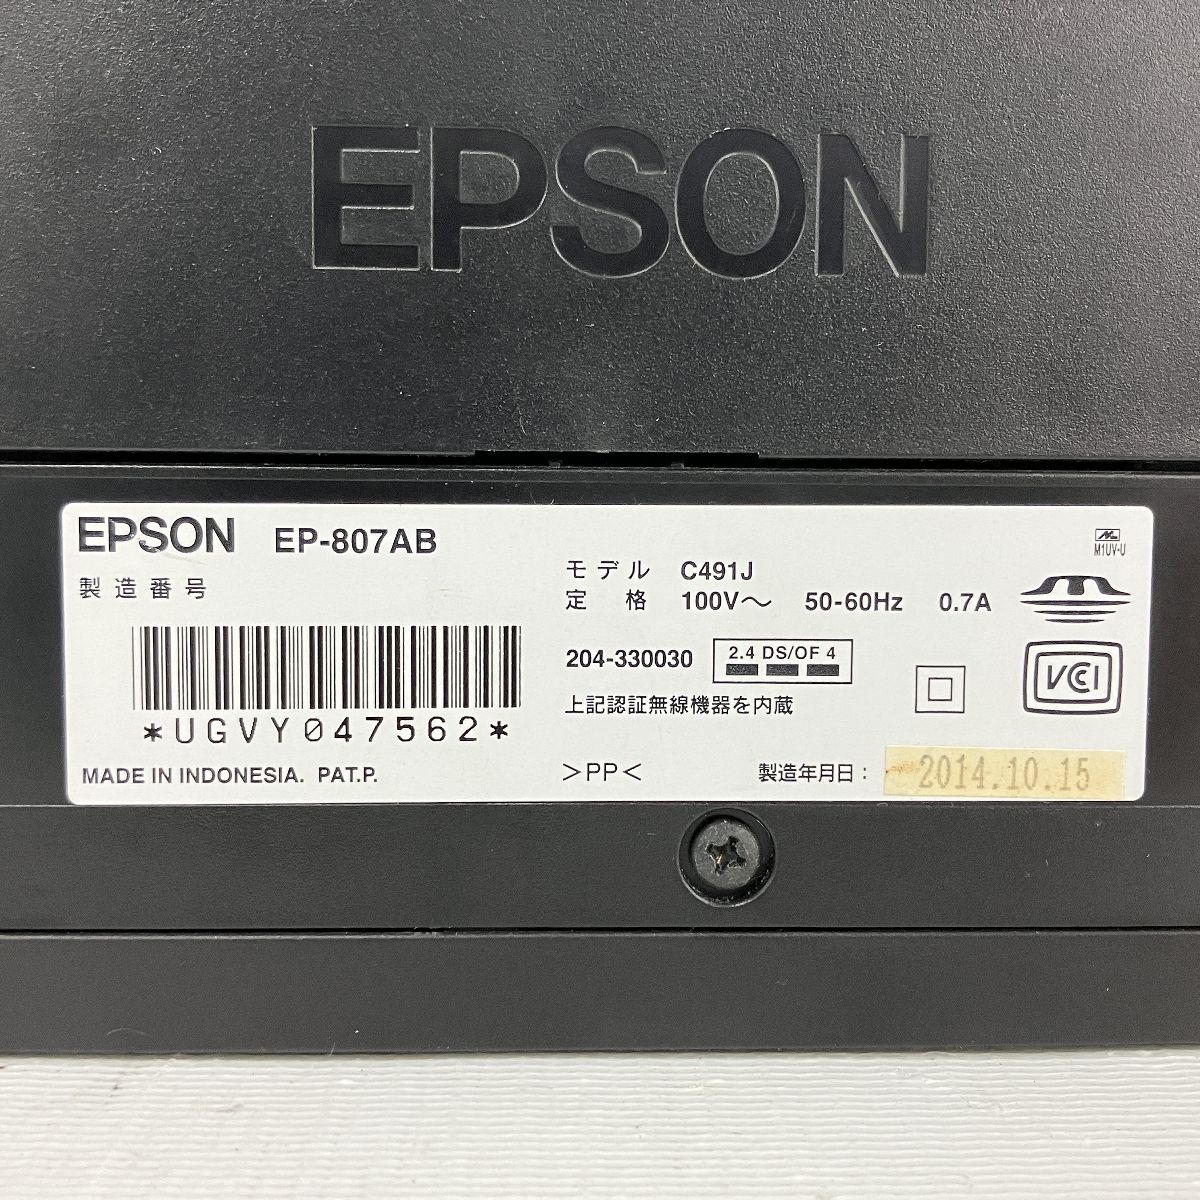 EPSON
EPSON EP-807AB
製造番号
*UGVY047562*
MADE IN INDONESIA. PAT.P.
モデル C491J
定格 100V～ 50-60Hz 0.7A
204-330030 2.4 DS/OF 4
上記認証無線機器を内蔵
>PP<
製造年月日: 2014.10.15
M1UV-U
VCCI